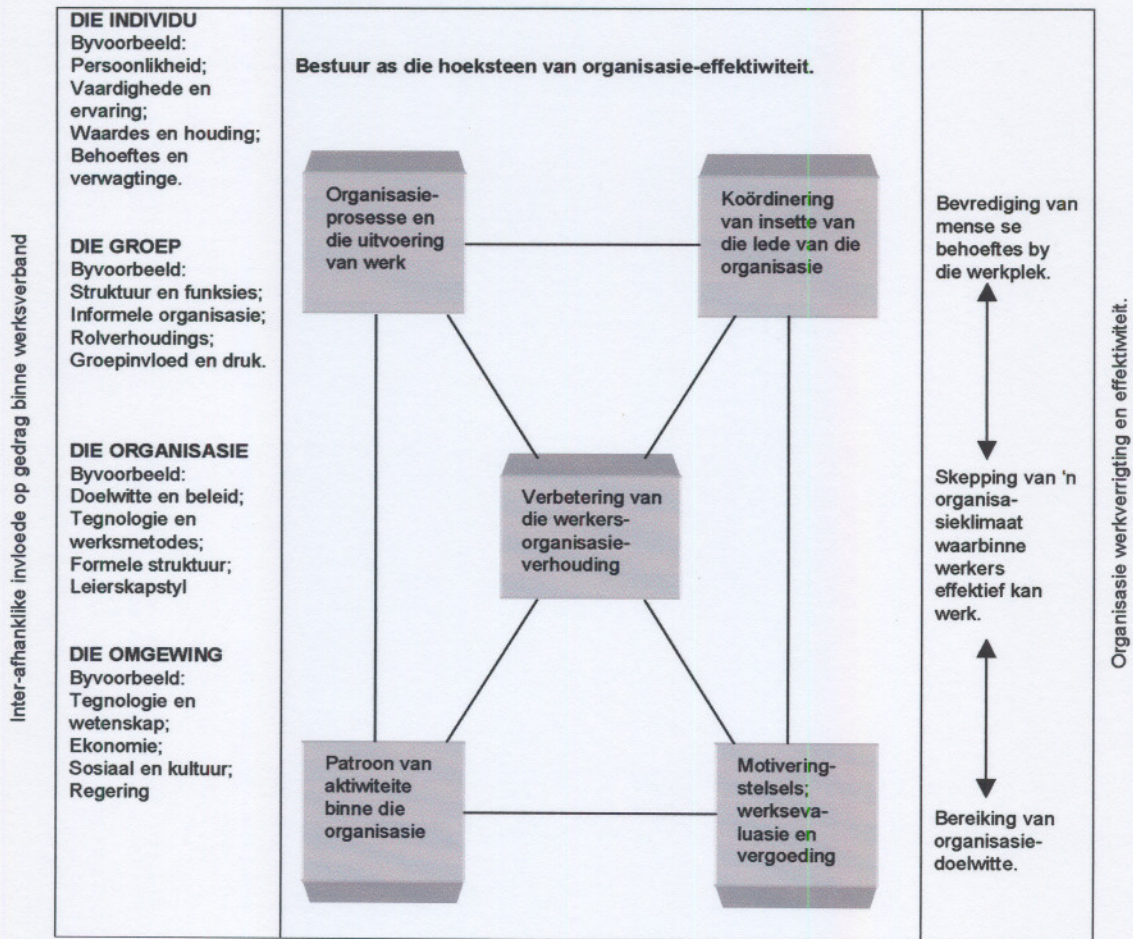 Inter-afhanklike invloede op gedrag binne werksverband
DIE INDIVIDU
Byvoorbeeld:
Persoonlikheid;
Vaardighede en
ervaring;
Waardes en houding;
Behoeftes en
verwagtinge.
DIE GROEP
Byvoorbeeld:
Struktuur en funksies;
Informele organisasie;
Rolverhoudings;
Groepinvloed en druk.
DIE ORGANISASIE
Byvoorbeeld:
Doelwitte en beleid;
Tegnologie en
werksmetodes;
Formele struktuur;
Leierskapstyl
DIE OMGEWING
Byvoorbeeld:
Tegnologie en
wetenskap;
Ekonomie;
Sosiaal en kultuur;
Regering
Bestuur as die hoeksteen van organisasie-effektiwiteit.
Organisasie-
prosesse en
die uitvoering
van werk
Koördinering
van insette van
die lede van die
organisasie
Verbetering van
die werkers-
organisasie-
verhouding
Patroon van
aktiwiteite
binne die
organisasie
Motivering-
stelsels;
werkseva-
luasie en
vergoeding
Bevrediging van
mense se
behoeftes by
die werkplek.
Skepping van 'n
organisa-
sieklimaat
waarbinne
werkers
effektief kan
werk.
Bereiking van
organisasie-
doelwitte.
Organisasie werkverrigting en effektiwiteit.